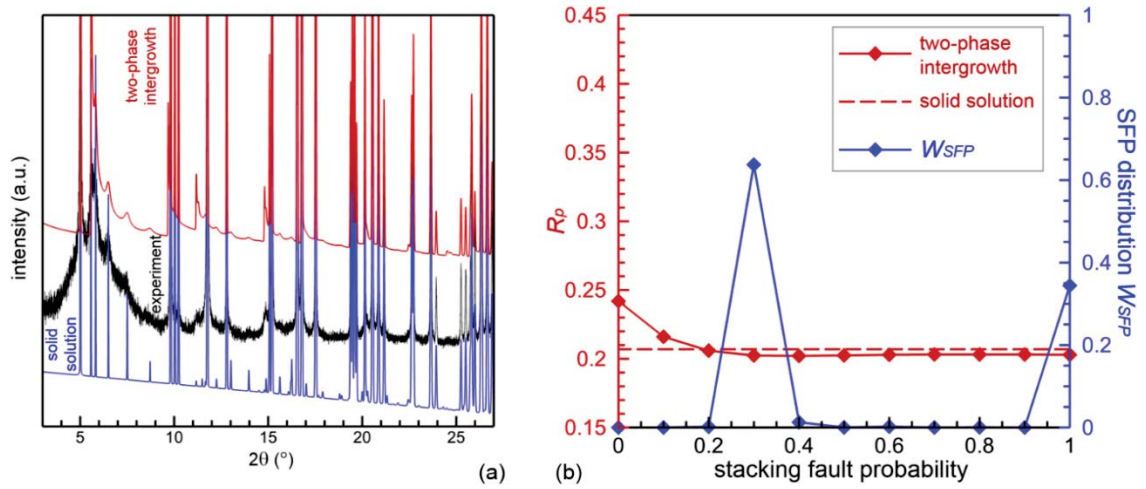 intensity (a.u.)
two-phase
intergrowth
experiment
solid
solution
5
10
15
20
25
2θ (°)
(a)
0.45
0.40
0.35
0.30
0.25
0.20
0.15
Rp
two-phase
intergrowth
solid solution
WSFP
1
0.8
0.6
0.4
0.2
0
SFP distribution WSFP
0
0.2
0.4
0.6
0.8
1
stacking fault probability
(b)